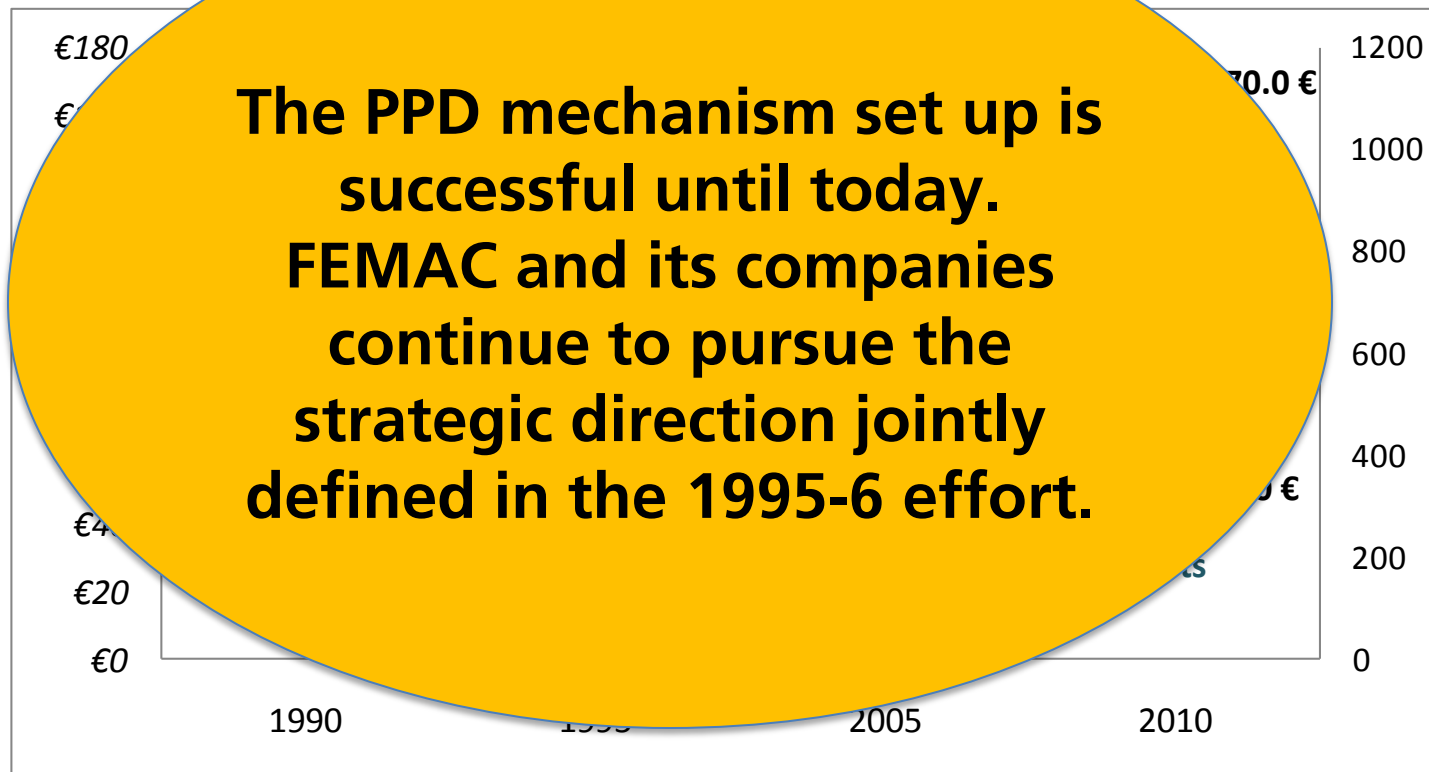 €180
1200
The PPD mechanism set up is
successful until today.
FEMAC and its companies
continue to pursue the
strategic direction jointly
defined in the 1995-6 effort.
1000
800
600
400
200
€20
€0
0
1990
2005
2010